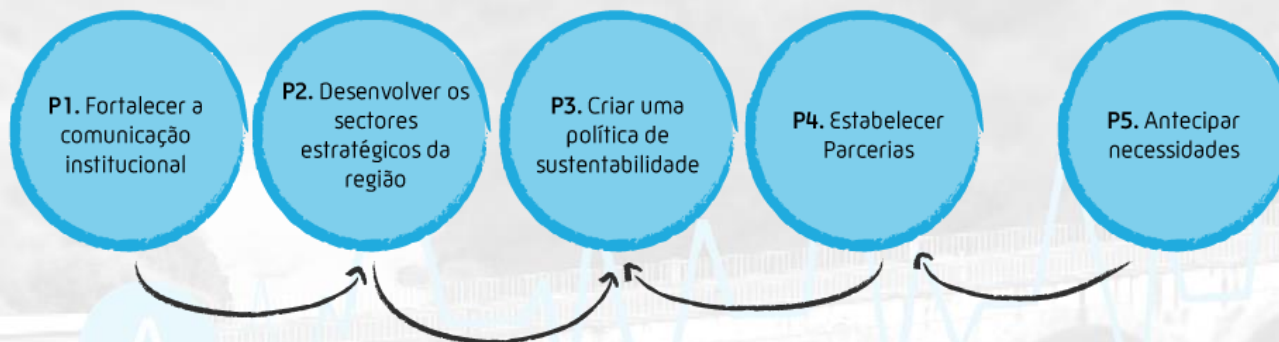 P1. Fortalecer a
comunicação
institucional
P2. Desenvolver os
sectores
estratégicos da
região
P3. Criar uma
política de
sustentabilidade
P4. Estabelecer
Parcerias
P5. Antecipar
necessidades